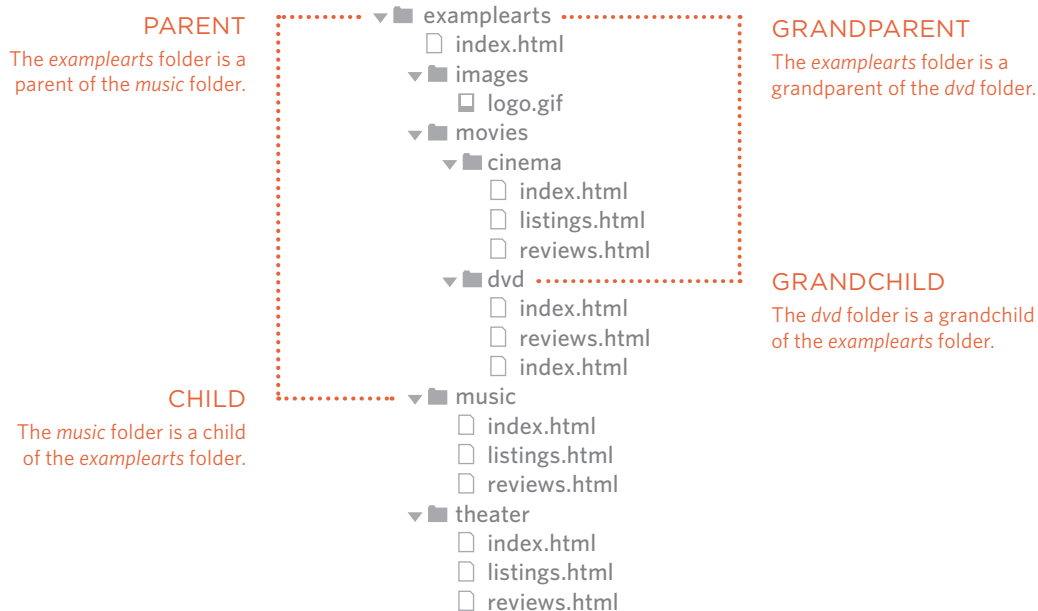 PARENT
The examplearts folder is a
parent of the music folder.
examplearts
index.html
images
logo.gif
movies
cinema
index.html
listings.html
reviews.html
dvd
index.html
reviews.html
index.html
music
index.html
listings.html
reviews.html
theater
index.html
listings.html
reviews.html
GRANDPARENT
The examplearts folder is a
grandparent of the dvd folder.
GRANDCHILD
The dvd folder is a grandchild
of the examplearts folder.
CHILD
The music folder is a child
of the examplearts folder.